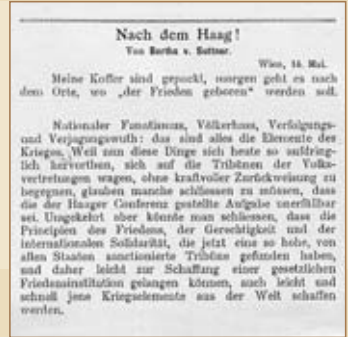 Nach dem Haag!
Von Bertha v. Suttner.
Wien, 14. Mai.
Meine Koffer sind gepackt, morgen geht es nach
dem Orte, wo „der Frieden geboren“ werden soll.
Nationaler Fanatismus, Völkerhass, Verfolgungs-
und Verjagungswuth: das sind alles die Elemente des
Krieges. Weil nun diese Dinge sich heute so aufdring-
lich hervorthun, sich auf die Tribünen der Volks-
vertretungen wagen, ohne kraftvoller Zurückweisung zu
begegnen, glauben manche schliessen zu müssen, dass
die der Haager Conferenz gestellte Aufgabe unerfüllbar
sei. Umgekehrt aber könnte man schliessen, dass die
Principien des Friedens, der Gerechtigkeit und der
internationalen Solidarität, die jetzt eine so hohe, von
allen Staaten sanctionierte Tribüne gefunden haben,
und daher leicht zur Schaffung einer gesetzlichen
Friedensinstitution gelangen können, auch leicht und
schnell jene Kriegselemente aus der Welt schaffen
werden.